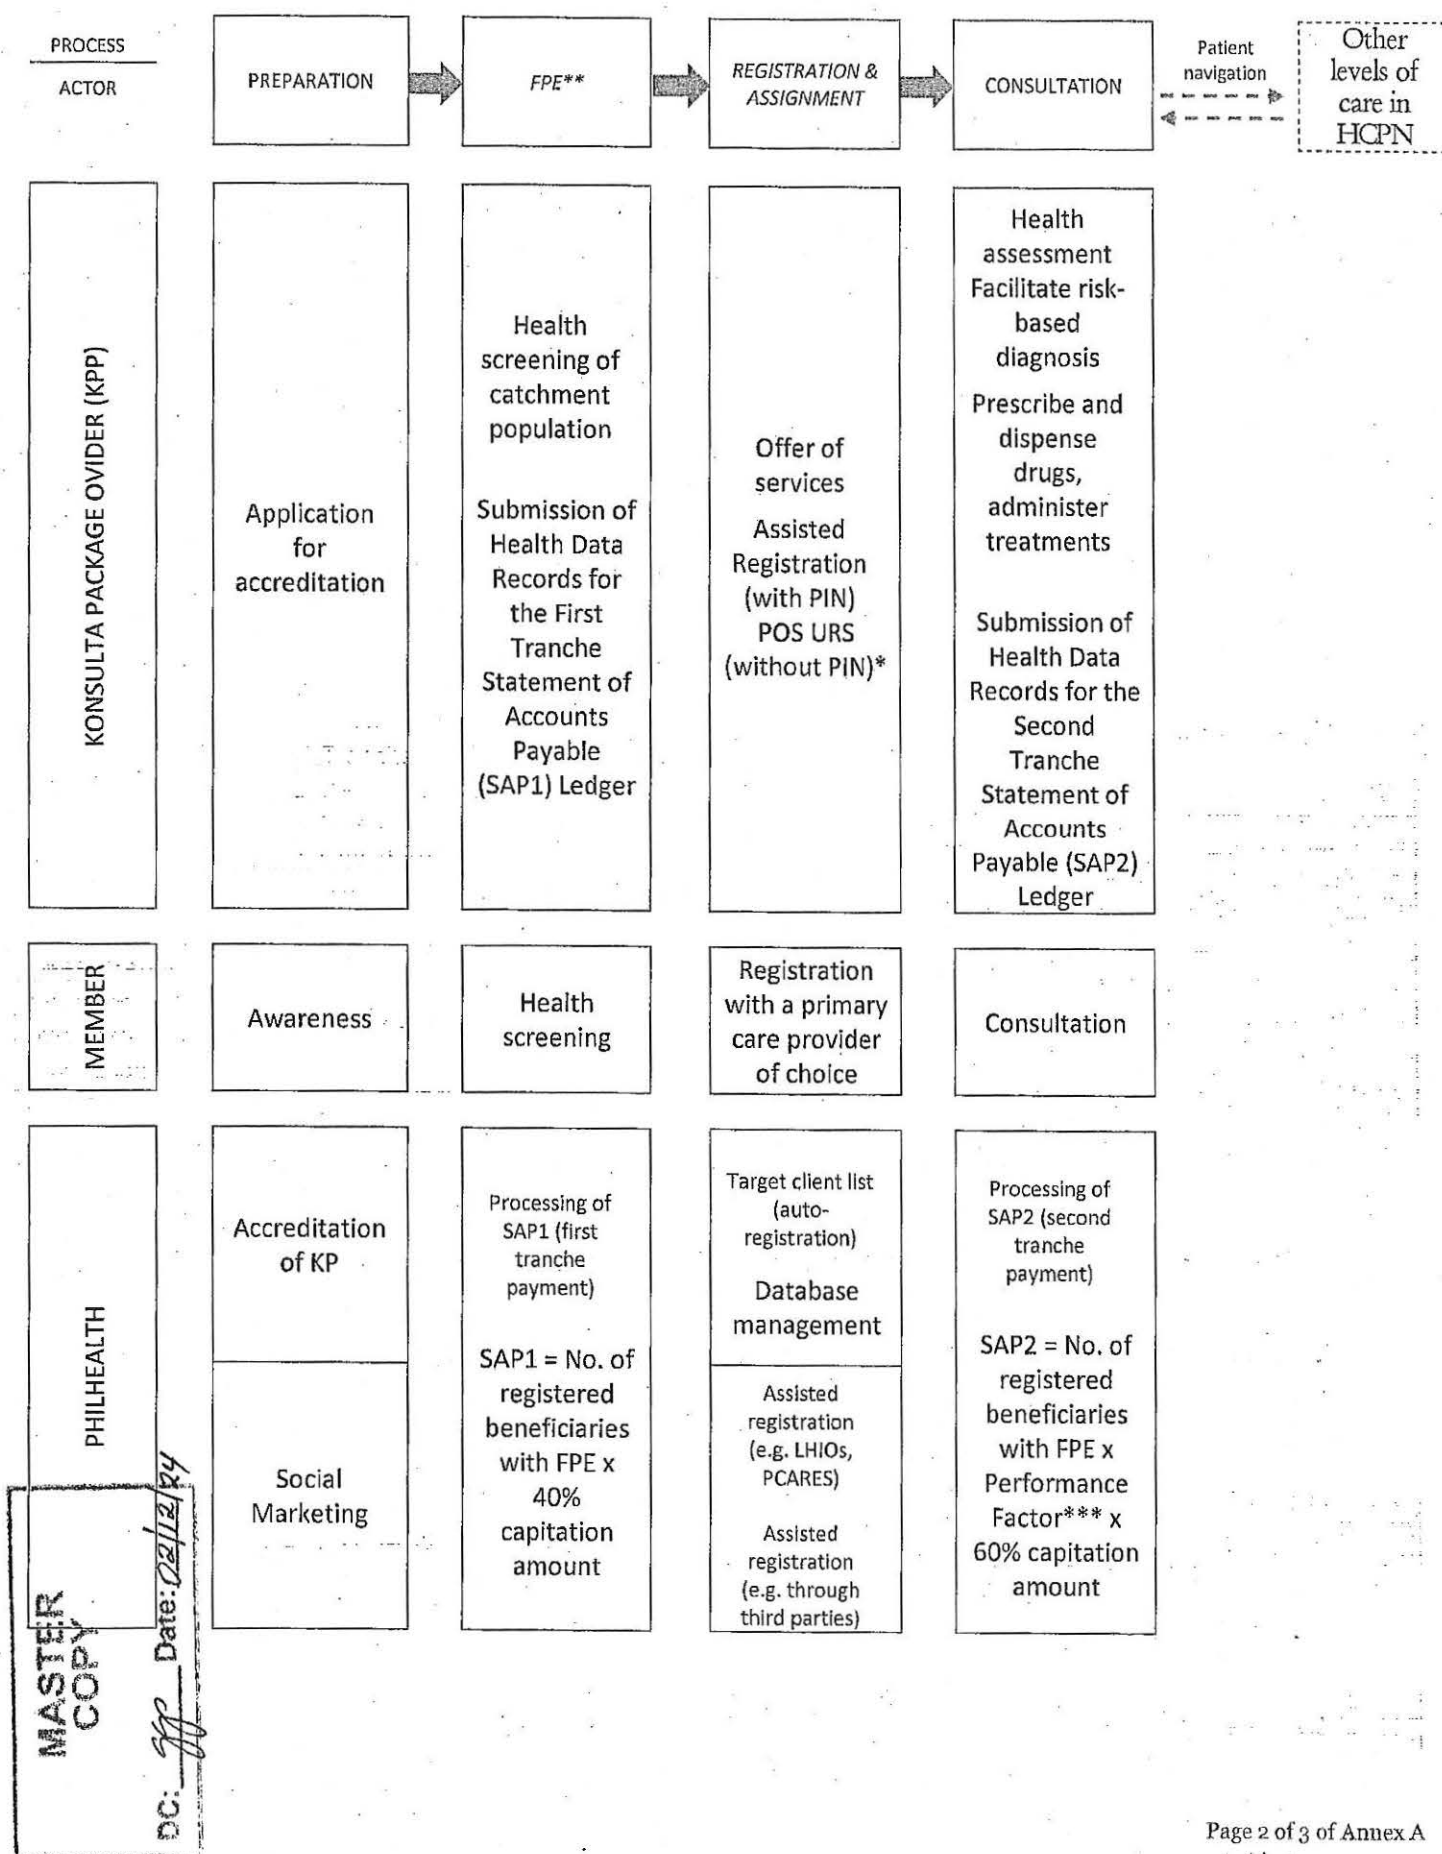 PROCESS
ACTOR
PREPARATION
FPE**
REGISTRATION &
ASSIGNMENT
CONSULTATION
Patient
navigation
Other
levels of
care in
HCPN
KONSULTA PACKAGE OVIDER (KPP)
Application
for
accreditation
Health
screening of
catchment
population
Submission of
Health Data
Records for
the First
Tranche
Statement of
Accounts
Payable
(SAP1) Ledger
Offer of
services
Assisted
Registration
(with PIN)
POS URS
(without PIN)*
Health
assessment
Facilitate risk-
based
diagnosis
Prescribe and
dispense
drugs,
administer
treatments
Submission of
Health Data
Records for the
Second
Tranche
Statement of
Accounts
Payable (SAP2)
Ledger
MEMBER
Awareness
Health
screening
Registration
with a primary
care provider
of choice
Consultation
PHILHEALTH
Accreditation
of KP
Social
Marketing
Processing of
SAP1 (first
tranche
payment)
SAP1 = No. of
registered
beneficiaries
with FPE x
40%
capitation
amount
Target client list
(auto-
registration)
Database
management
Assisted
registration
(e.g. LHIOs,
PCARES)
Assisted
registration
(e.g. through
third parties)
Processing of
SAP2 (second
tranche
payment)
SAP2 = No. of
registered
beneficiaries
with FPE x
Performance
Factor*** x
60% capitation
amount
MASTER
COPY
DC: Date: 02/12/24
Page 2 of 3 of Annex A